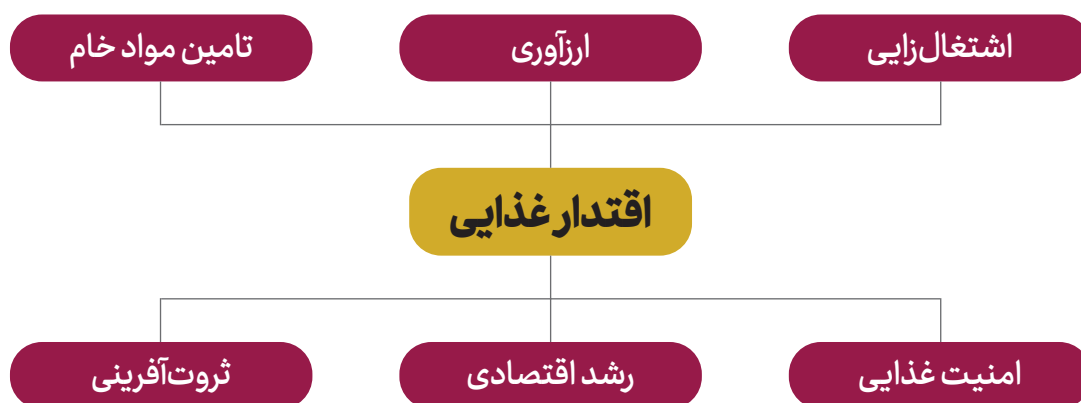 اشتغال‌زایی
ارزآوری
تامین مواد خام
اقتدار غذایی
امنیت غذایی
رشد اقتصادی
ثروت‌آفرینی